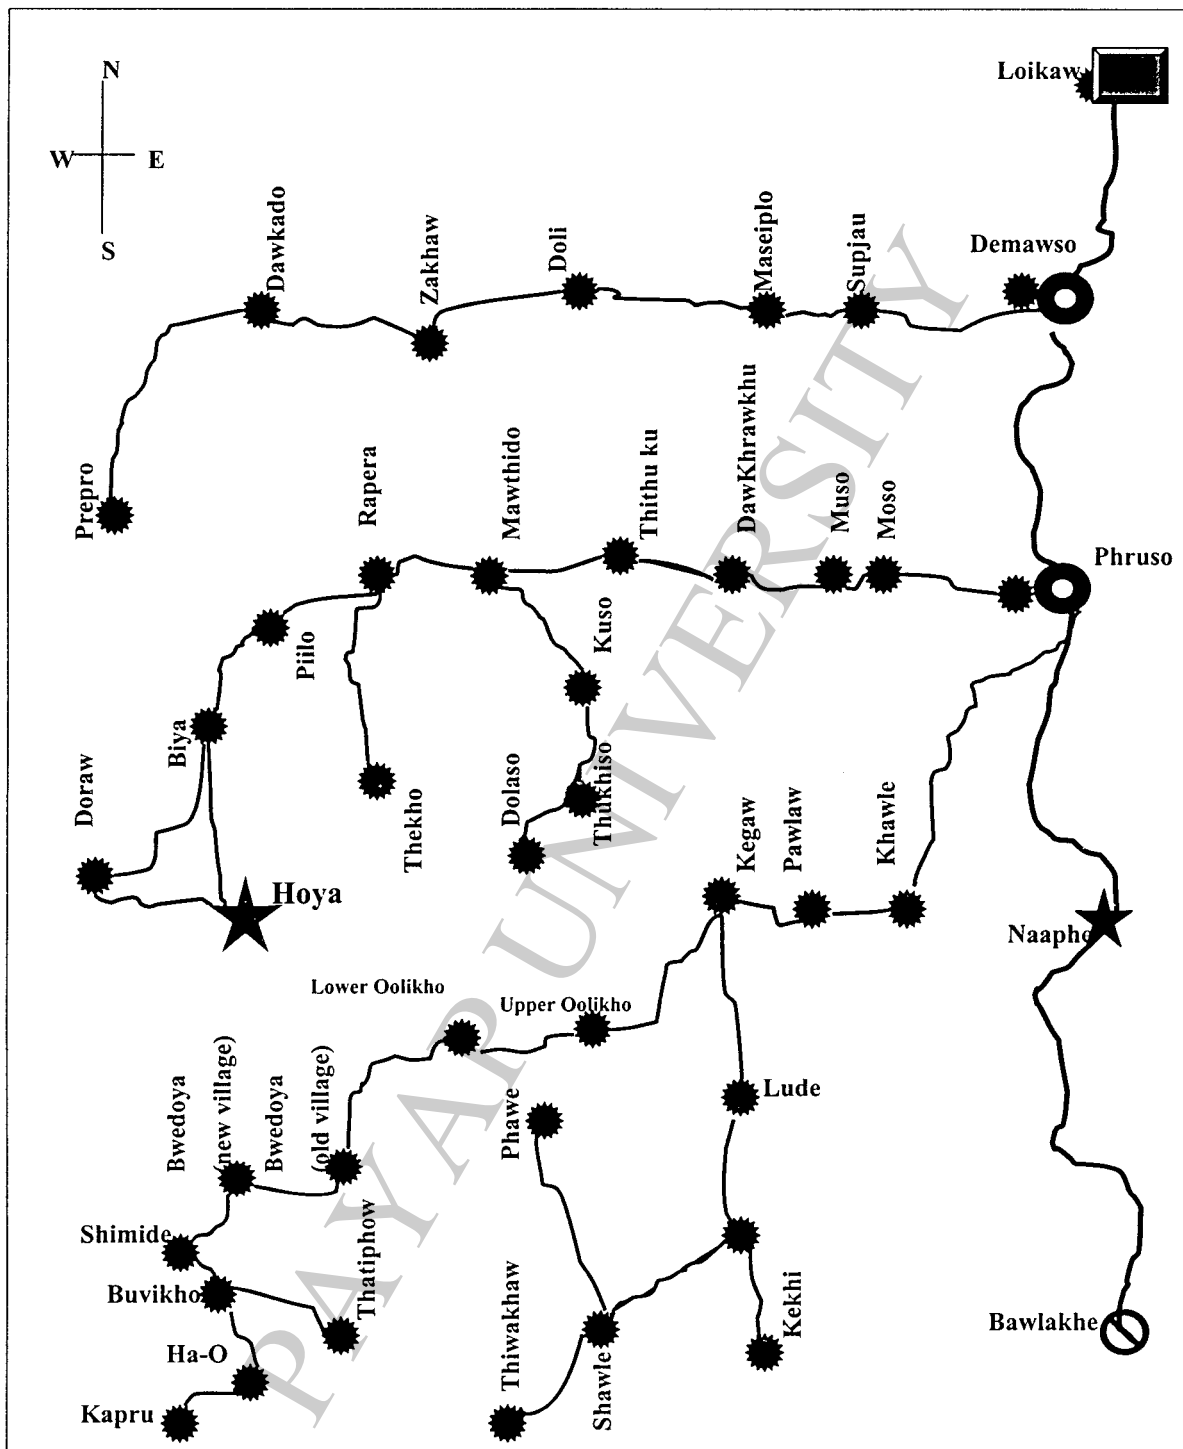 N
W E
S
Loikaw
Dawkado
Zakhaw
Doli
Maseiplo
Supjau
Demawso
Prepro
Rapera
Mawthido
Thithu ku
DawKhrawkhu
Muso
Moso
Phruso
Piilo
Kuso
Biya
Doraw
Thekho
Dolaso
Thukhiso
Kegaw
Pawlaw
Khawle
Hoya
Naaphe
Lower Oolikho
Upper Oolikho
Bwedoya
(new village)
Bwedoya
(old village)
Phawe
Lude
Shimide
Buvikho
Thatiphow
Ha-O
Kapru
Thiwakhaw
Shawle
Kekhi
Bawlakhe
PAYAP UNIVERSITY